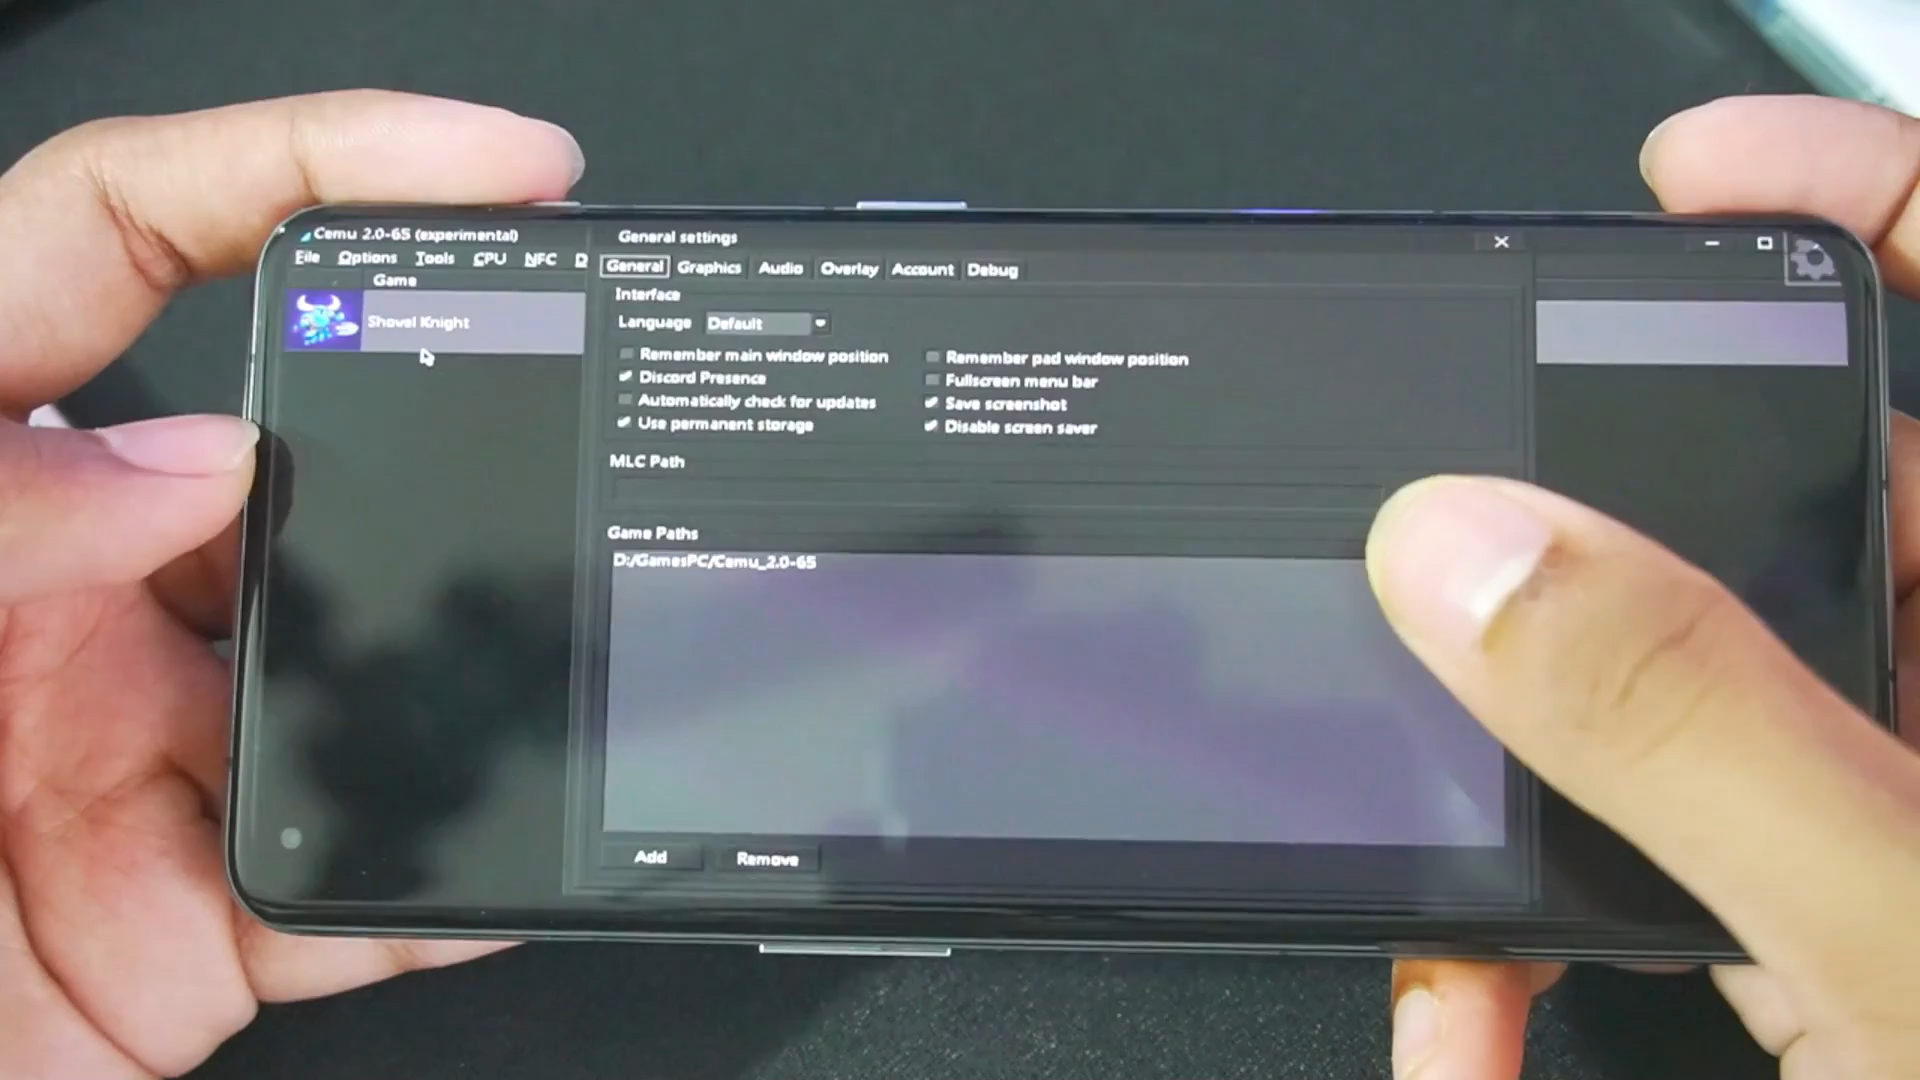 Cemu 2.0-65 (experimental)
File Options Tools CPU NFC D
Game
Shovel Knight
General settings
General Graphics Audio Overlay Account Debug
Interface
Language Default
Remember main window position
Remember pad window position
Discord Presence
Fullscreen menu bar
Automatically check for updates
Save screenshot
Use permanent storage
Disable screen saver
MLC Path
Game Paths
D:/GamesPC/Cemu_2.0-65
Add Remove